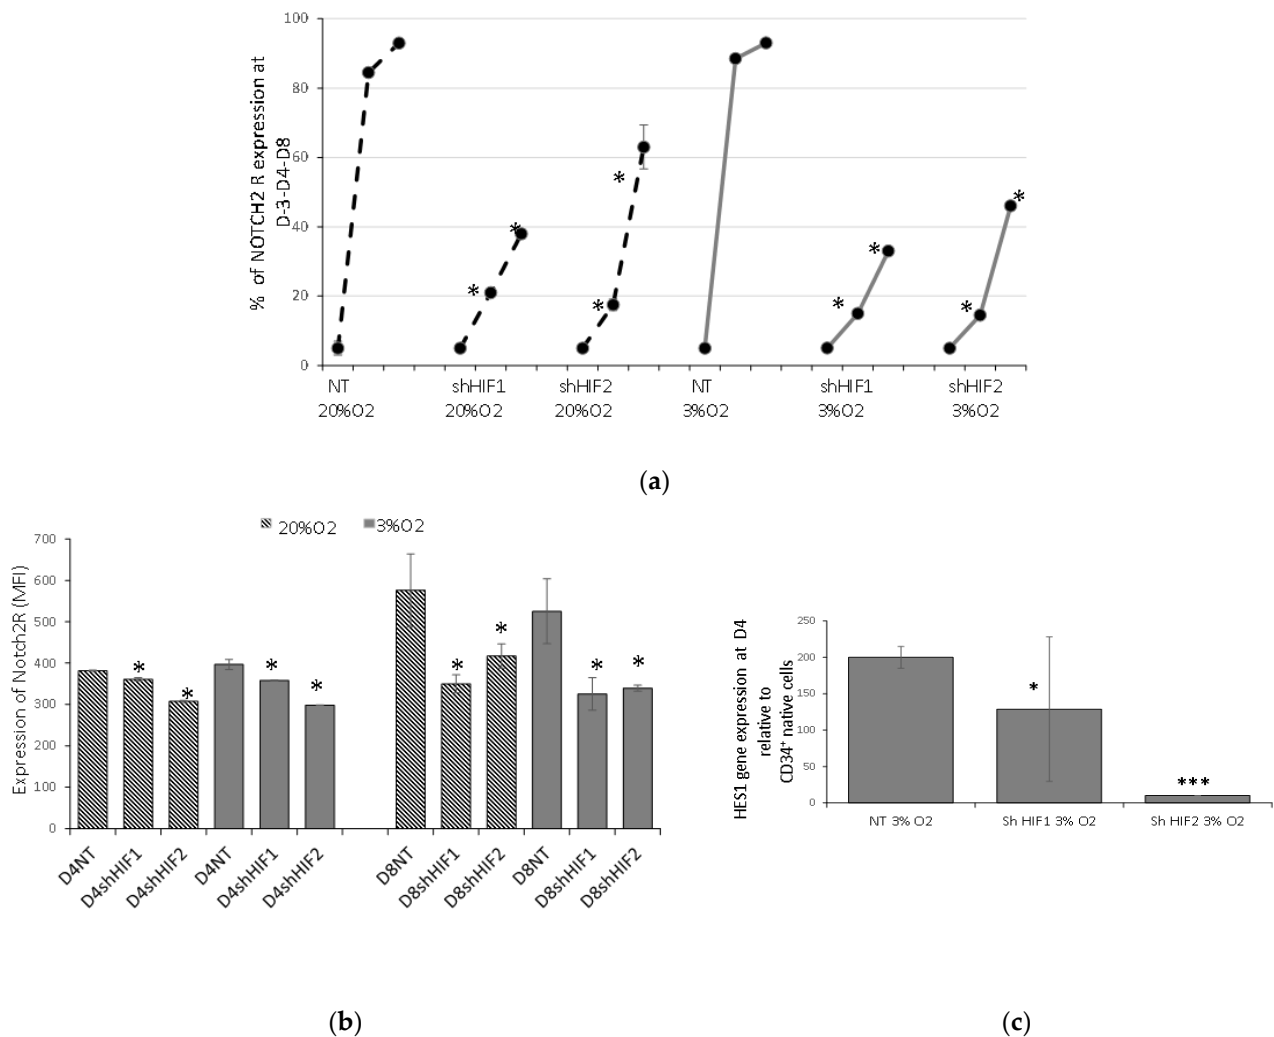 100
80
60
40
20
0
% of NOTCH2 R expression at
D-3-D4-D8
*
*
*
*
*
*
*
*
NT
20%O2
shHIF1
20%O2
shHIF2
20%O2
NT
3%O2
shHIF1
3%O2
shHIF2
3%O2
(a)
20%O2
3%O2
700
600
500
400
300
200
100
0
Expression of Notch2R (MFI)
*
*
*
*
*
*
*
*
D4NT
D4shHIF1
D4shHIF2
D4NT
D4shHIF1
D4shHIF2
D8NT
D8shHIF1
D8shHIF2
D8NT
D8shHIF1
D8shHIF2
(b)
HES1 gene expression at D4
relative to
CD34⁺ native cells
250
200
150
100
50
0
*
***
NT 3% O2
Sh HIF1 3% O2
Sh HIF2 3% O2
(c)